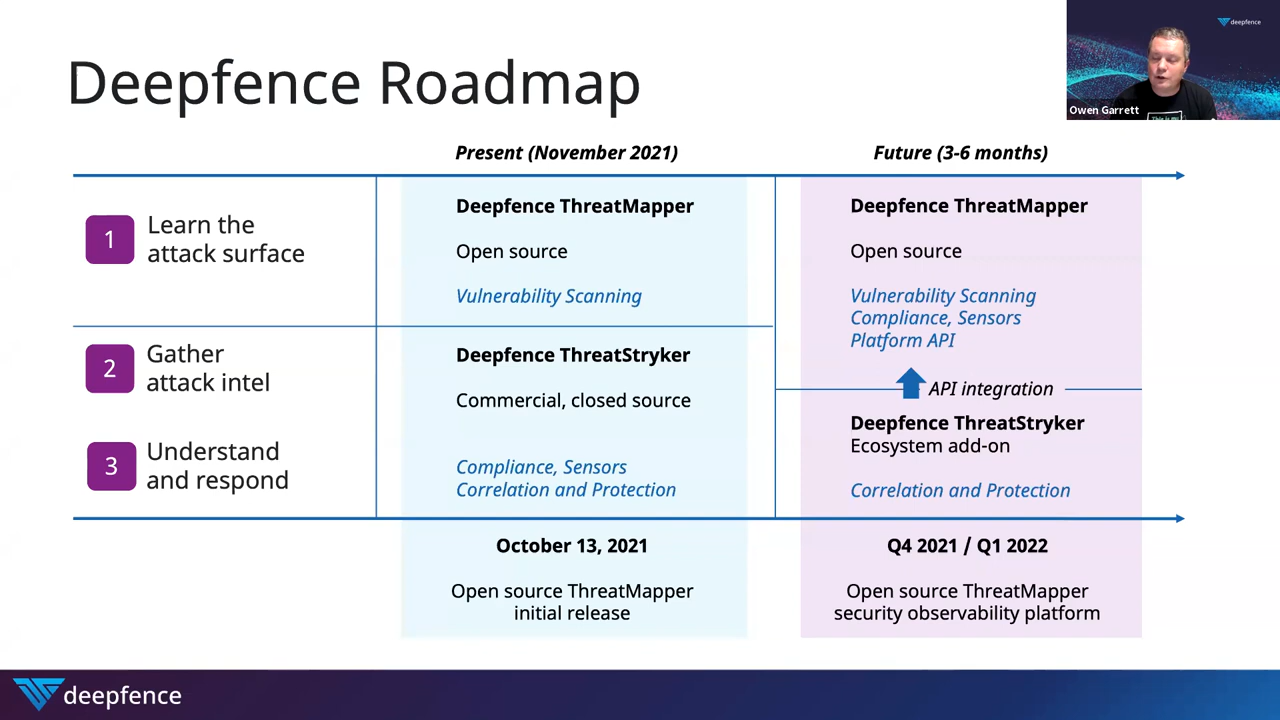 Deepfence Roadmap
deepfence
Owen Garrett
Present (November 2021)
Future (3-6 months)
1
Learn the
attack surface
Deepfence ThreatMapper
Open source
Vulnerability Scanning
Deepfence ThreatMapper
Open source
Vulnerability Scanning
Compliance, Sensors
Platform API
2
Gather
attack intel
3
Understand
and respond
Deepfence ThreatStryker
Commercial, closed source
Compliance, Sensors
Correlation and Protection
API integration
Deepfence ThreatStryker
Ecosystem add-on
Correlation and Protection
October 13, 2021
Open source ThreatMapper
initial release
Q4 2021 / Q1 2022
Open source ThreatMapper
security observability platform
deepfence